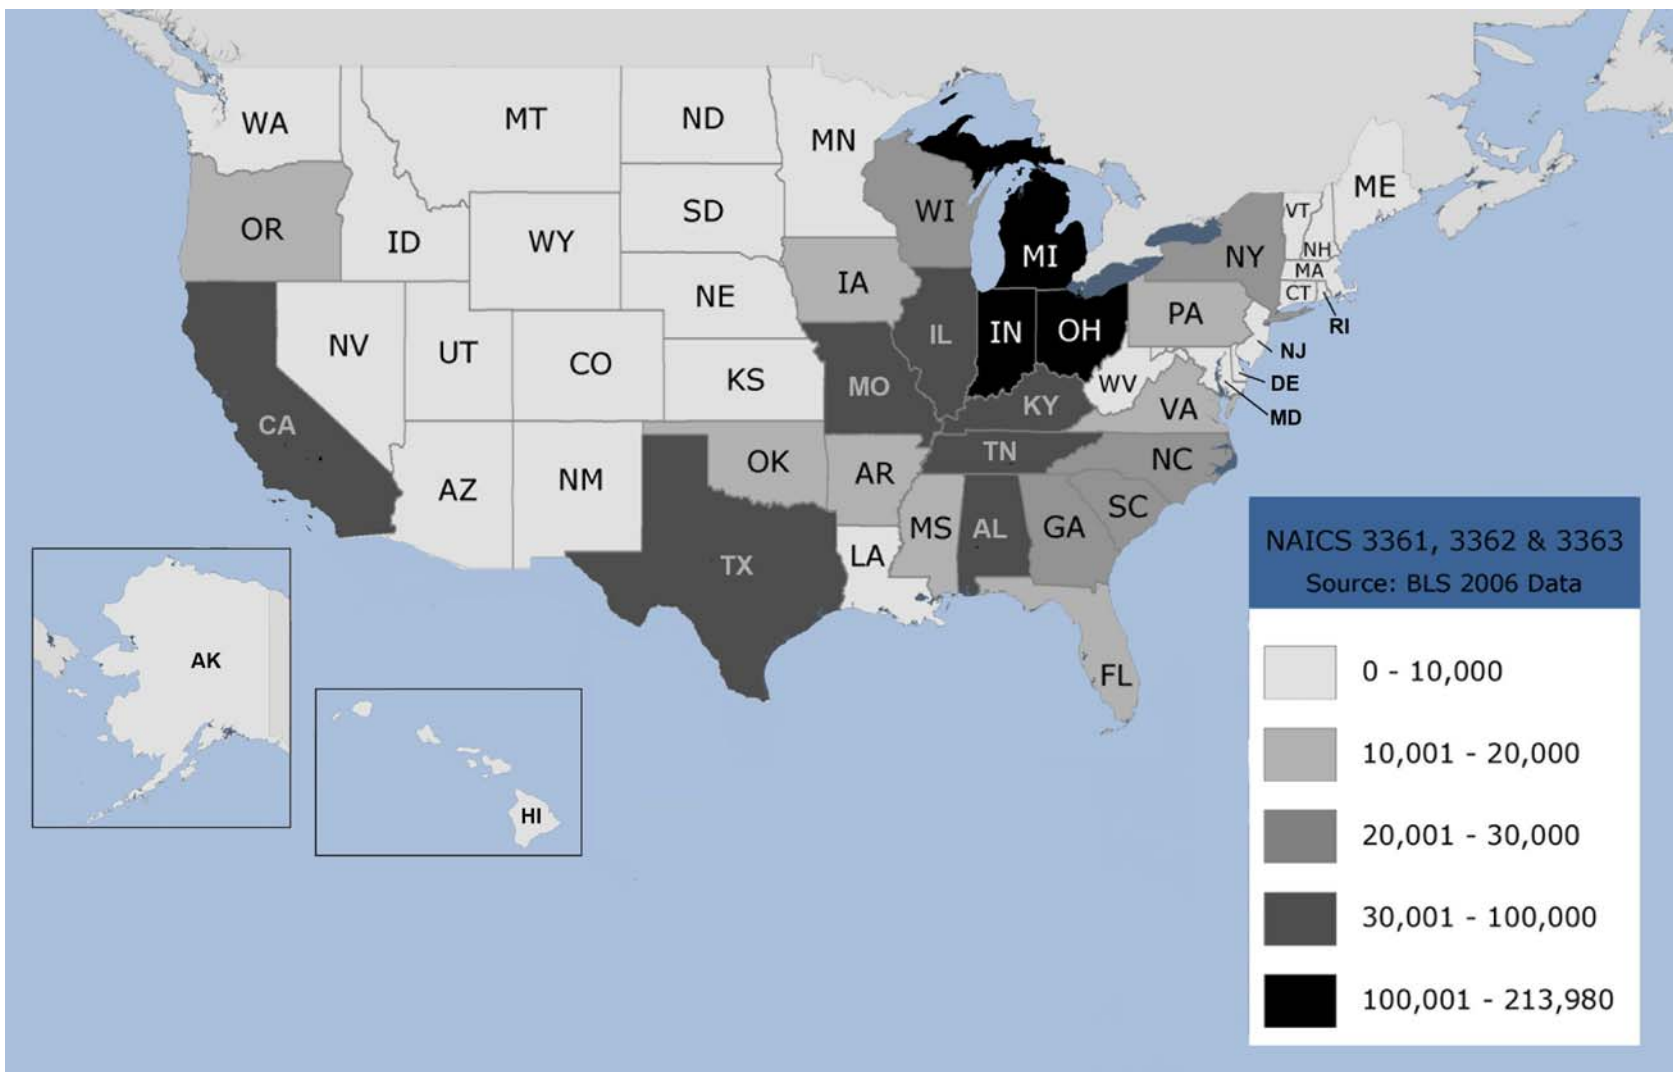 WA
MT
ND
MN
ME
OR
ID
WY
SD
WI
MI
VT
NH
NY
MA
CT
RI
NE
IA
PA
NV
UT
CO
KS
IL
IN
OH
NJ
MO
WV
DE
CA
KY
VA
MD
AZ
NM
OK
AR
TN
NC
MS
AL
GA
SC
TX
LA
FL
AK
HI
NAICS 3361, 3362 & 3363
Source: BLS 2006 Data
0 - 10,000
10,001 - 20,000
20,001 - 30,000
30,001 - 100,000
100,001 - 213,980